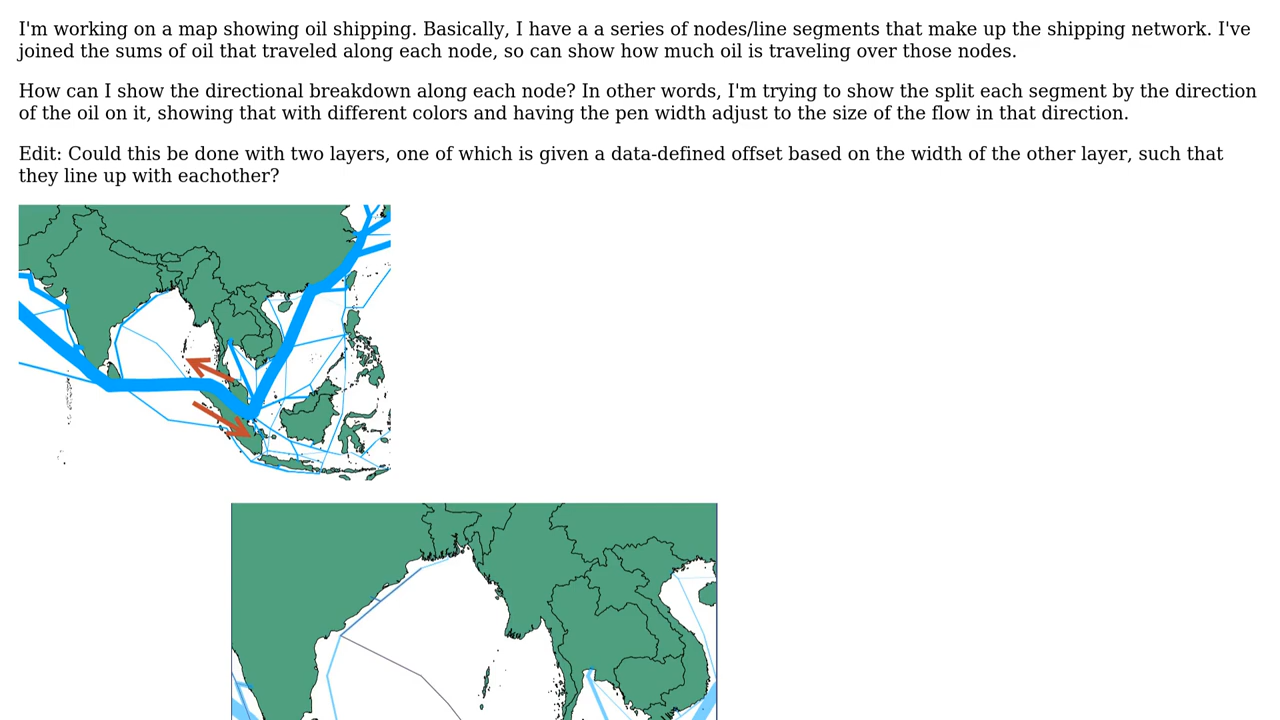 I'm working on a map showing oil shipping. Basically, I have a a series of nodes/line segments that make up the shipping network. I've
joined the sums of oil that traveled along each node, so can show how much oil is traveling over those nodes.
How can I show the directional breakdown along each node? In other words, I'm trying to show the split each segment by the direction
of the oil on it, showing that with different colors and having the pen width adjust to the size of the flow in that direction.
Edit: Could this be done with two layers, one of which is given a data-defined offset based on the width of the other layer, such that
they line up with eachother?